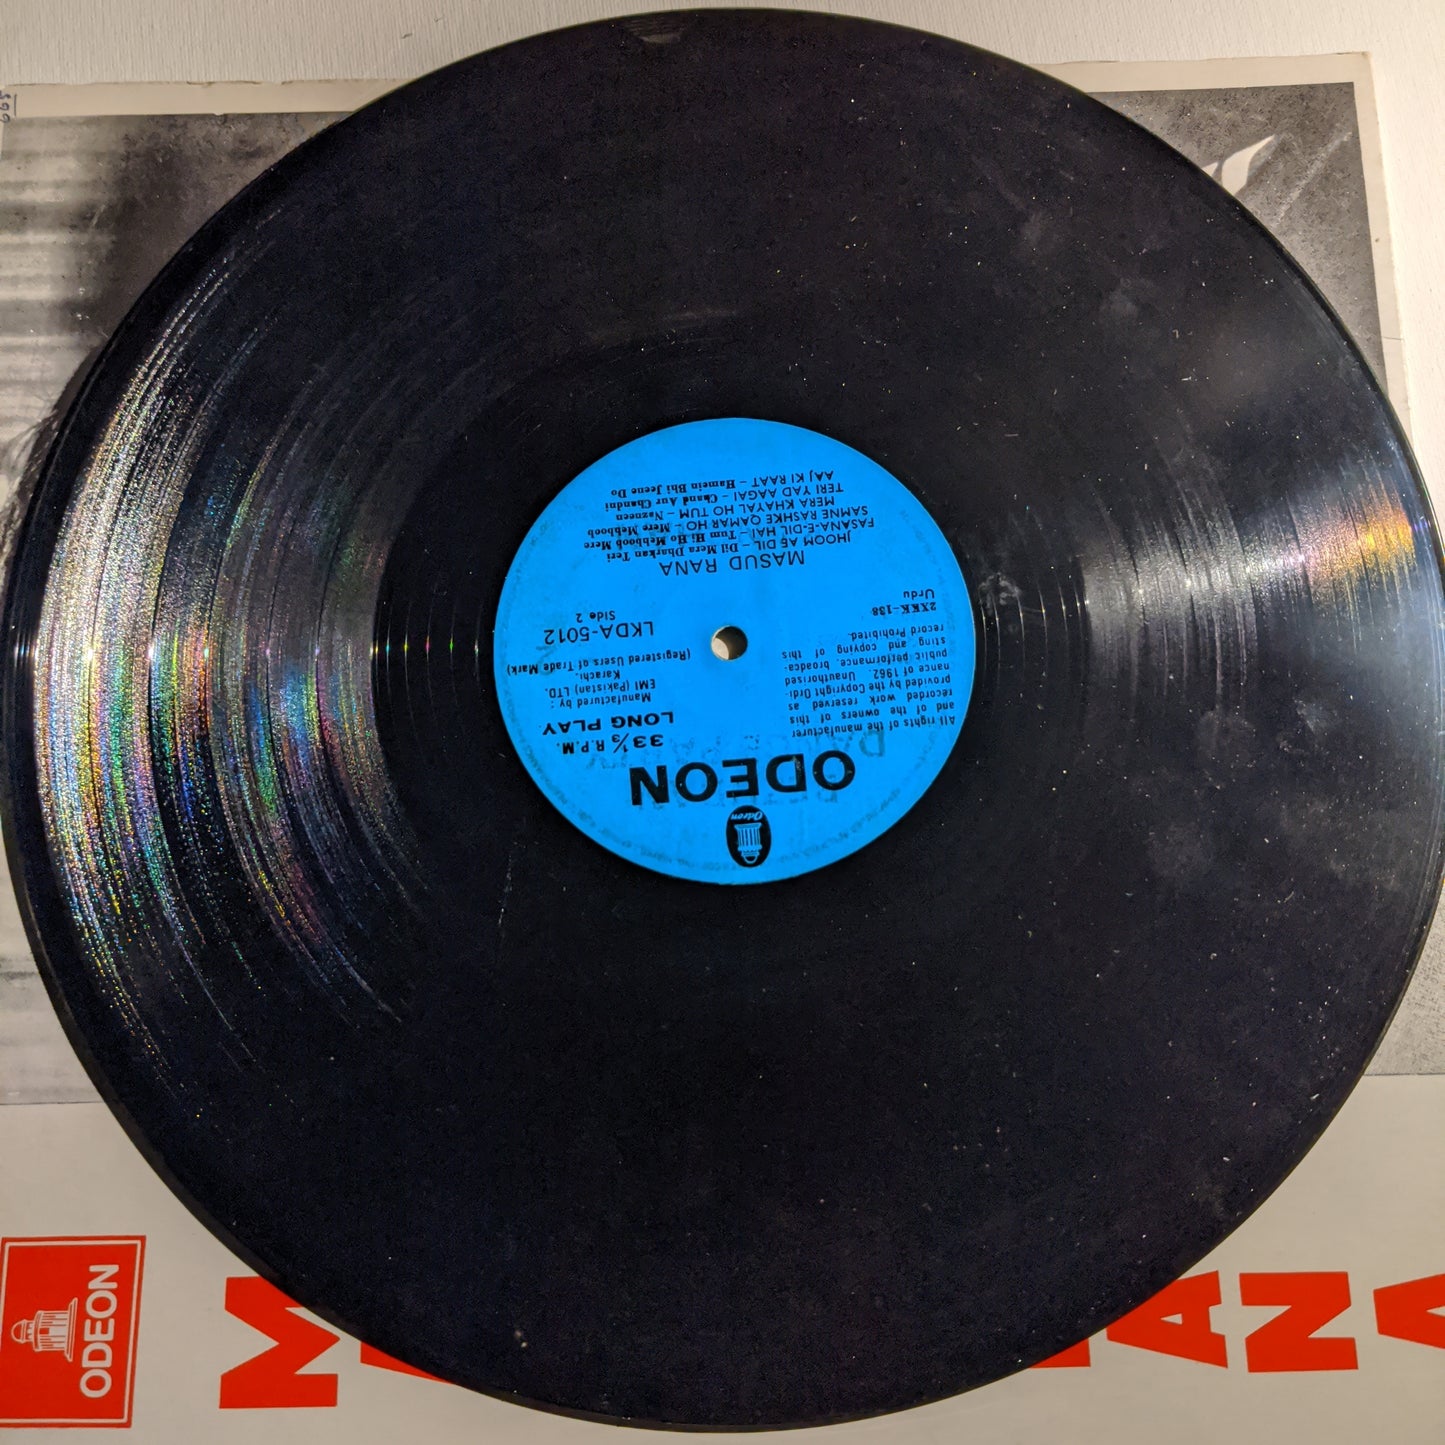 ODEON
Odeon
33⅓ R.P.M.
LONG PLAY
Manufactured by :
EMI (Pakistan) LTD.
Karachi.
(Registered Users of Trade Mark)
LKDA-5012
Side 2
All rights of the manufacturer
and of the owners of the
recorded work reserved as
provided by the Copyright Ordi-
nance of 1962. Unauthorised
public performance, broadca-
sting and copying of this
record Prohibited.
2XKK-138
Urdu
MASUD RANA
JHOOM AE DIL – Dil Mera Dharkan Teri
FASANA-E-DIL HAI – Tum Hi Ho Mehboob Mere
SAMNE RASHKE QAMAR HO – Mere Mehboob
MERA KHAYAL HO TUM – Nazneen
TERI YAD AAGAI – Chand Aur Chandni
AAJ KI RAAT – Hamein Bhi Jeene Do
ODEON